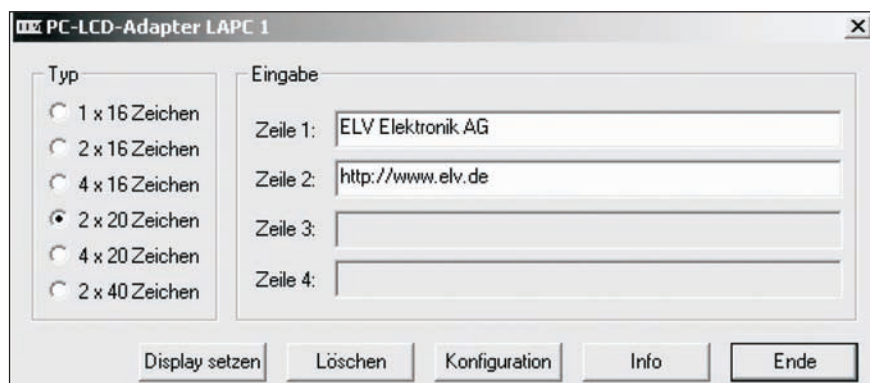 PC-LCD-Adapter LAPC 1
Typ
1 x 16 Zeichen
2 x 16 Zeichen
4 x 16 Zeichen
2 x 20 Zeichen
4 x 20 Zeichen
2 x 40 Zeichen
Eingabe
Zeile 1: ELV Elektronik AG
Zeile 2: http://www.elv.de
Zeile 3:
Zeile 4:
Display setzen Löschen Konfiguration Info Ende